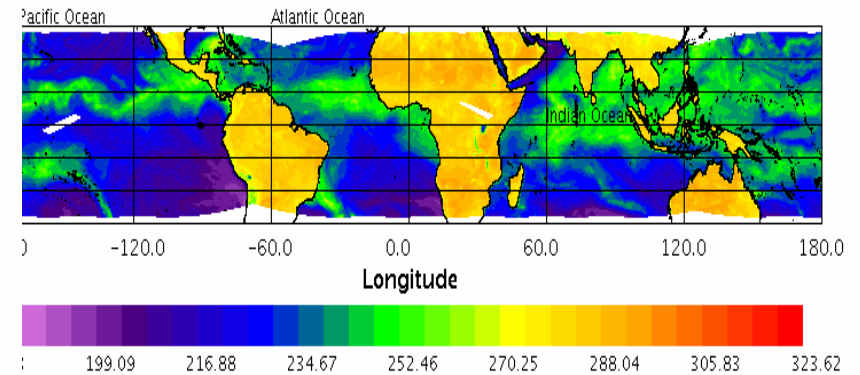 Pacific Ocean Atlantic Ocean
Indian Ocean
-120.0 -60.0 0.0 60.0 120.0 180.0
Longitude
199.09 216.88 234.67 252.46 270.25 288.04 305.83 323.62